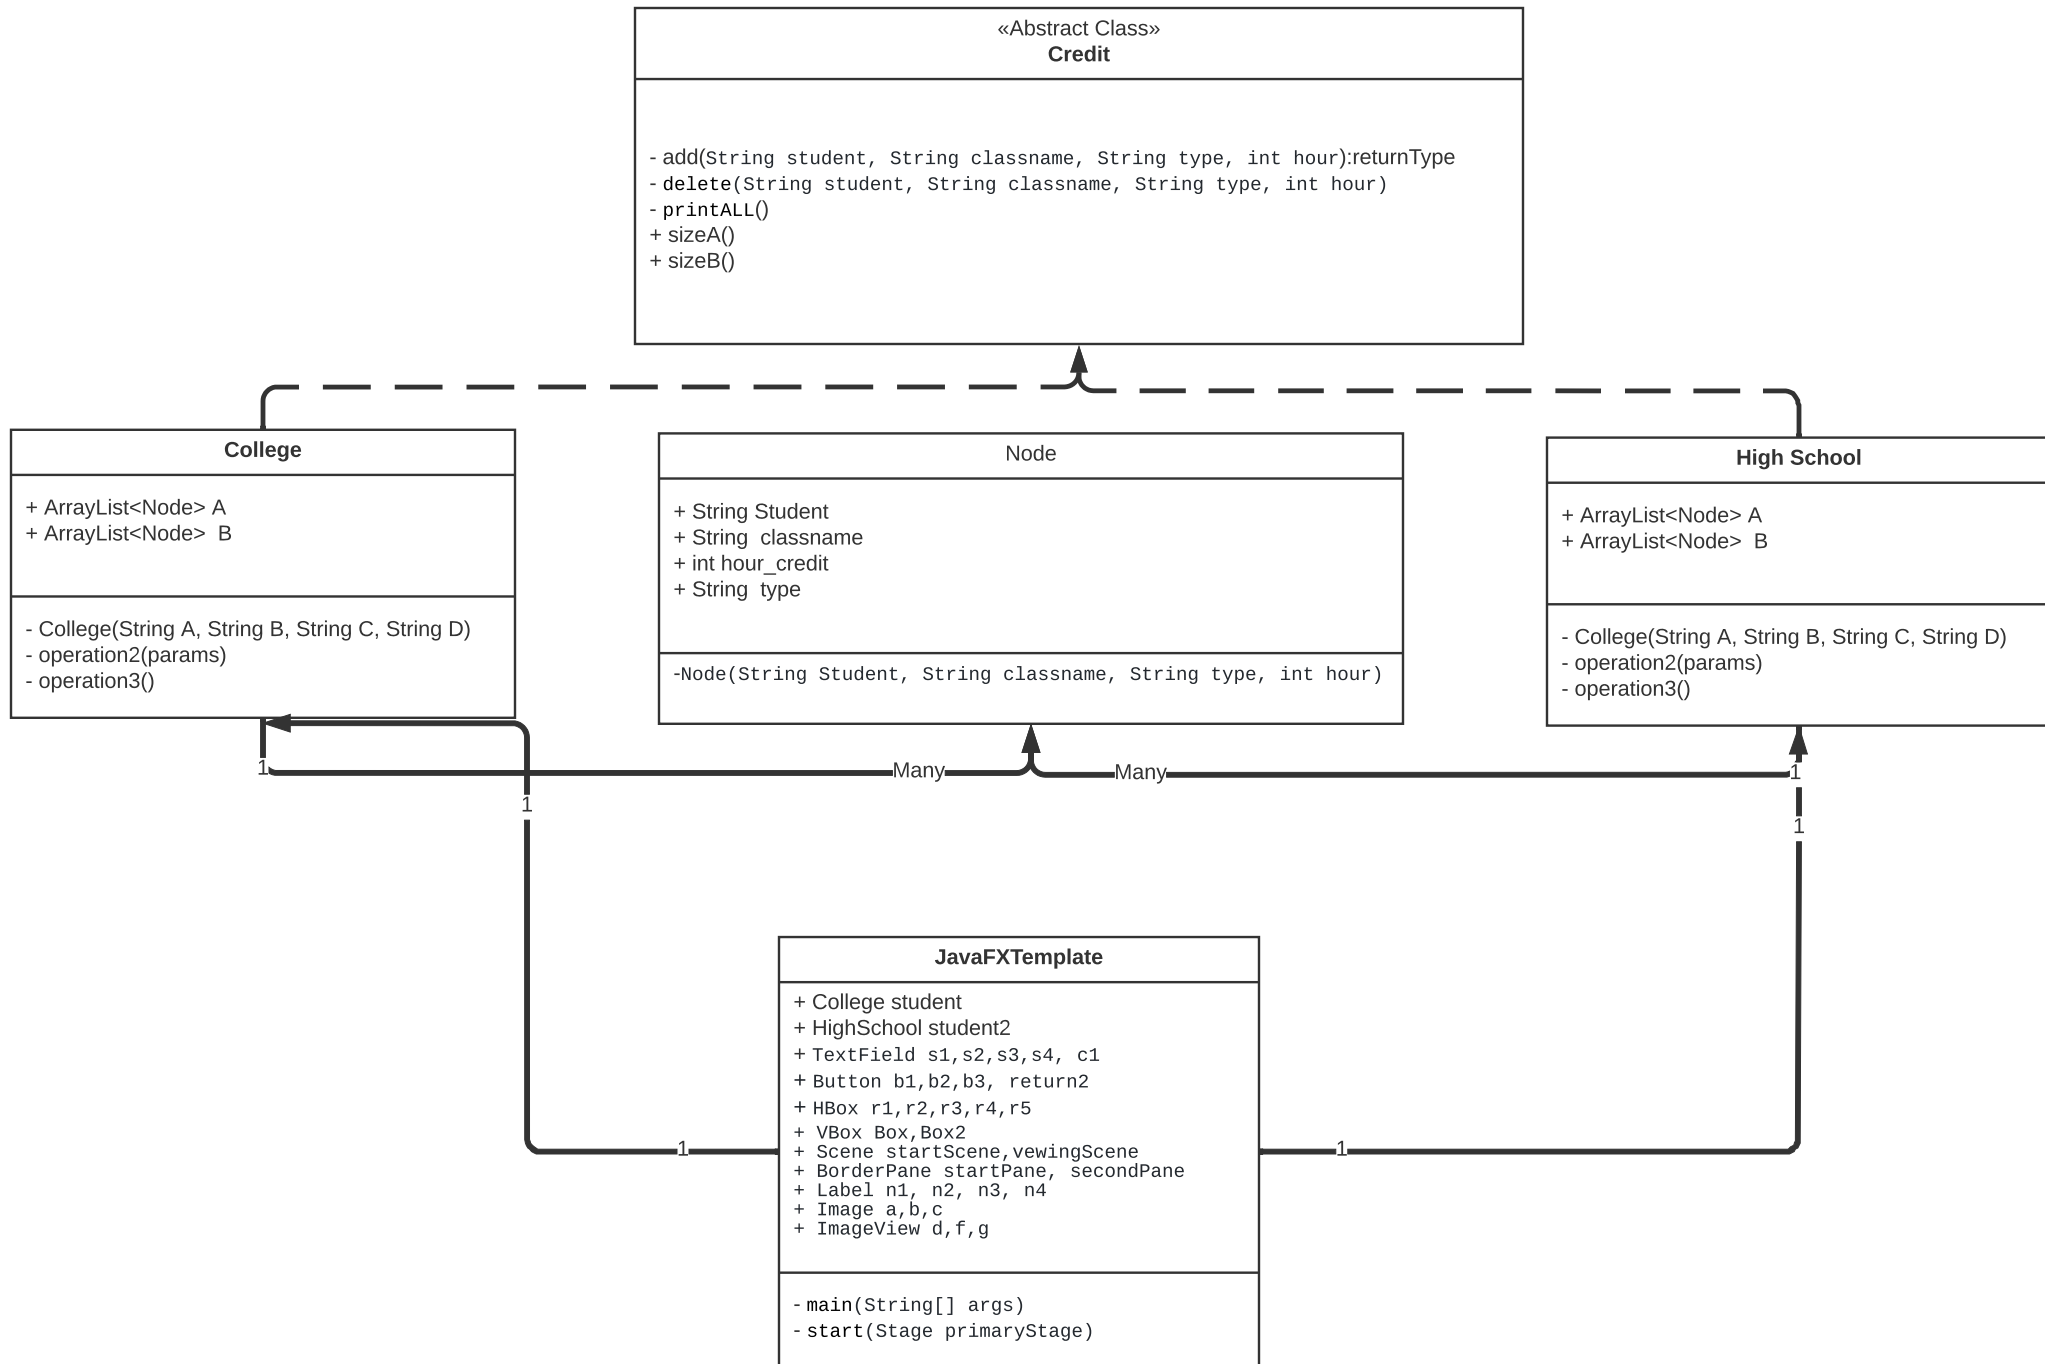 «Abstract Class»
Credit
- add(String student, String classname, String type, int hour):returnType
- delete(String student, String classname, String type, int hour)
- printALL()
+ sizeA()
+ sizeB()
College
+ ArrayList<Node> A
+ ArrayList<Node>  B
- College(String A, String B, String C, String D)
- operation2(params)
- operation3()
Node
+ String Student
+ String  classname
+ int hour_credit
+ String  type
-Node(String Student, String classname, String type, int hour)
High School
+ ArrayList<Node> A
+ ArrayList<Node>  B
- College(String A, String B, String C, String D)
- operation2(params)
- operation3()
1
Many
Many
1
1
1
JavaFXTemplate
+ College student
+ HighSchool student2
+ TextField s1,s2,s3,s4, c1
+ Button b1,b2,b3, return2
+ HBox r1,r2,r3,r4,r5
+ VBox Box,Box2
+ Scene startScene,vewingScene
+ BorderPane startPane, secondPane
+ Label n1, n2, n3, n4
+ Image a,b,c
+ ImageView d,f,g
- main(String[] args)
- start(Stage primaryStage)
1
1